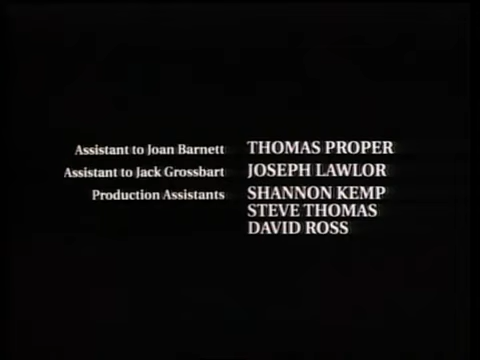 Assistant to Joan Barnett THOMAS PROPER
Assistant to Jack Grossbart JOSEPH LAWLOR
Production Assistants SHANNON KEMP
STEVE THOMAS
DAVID ROSS